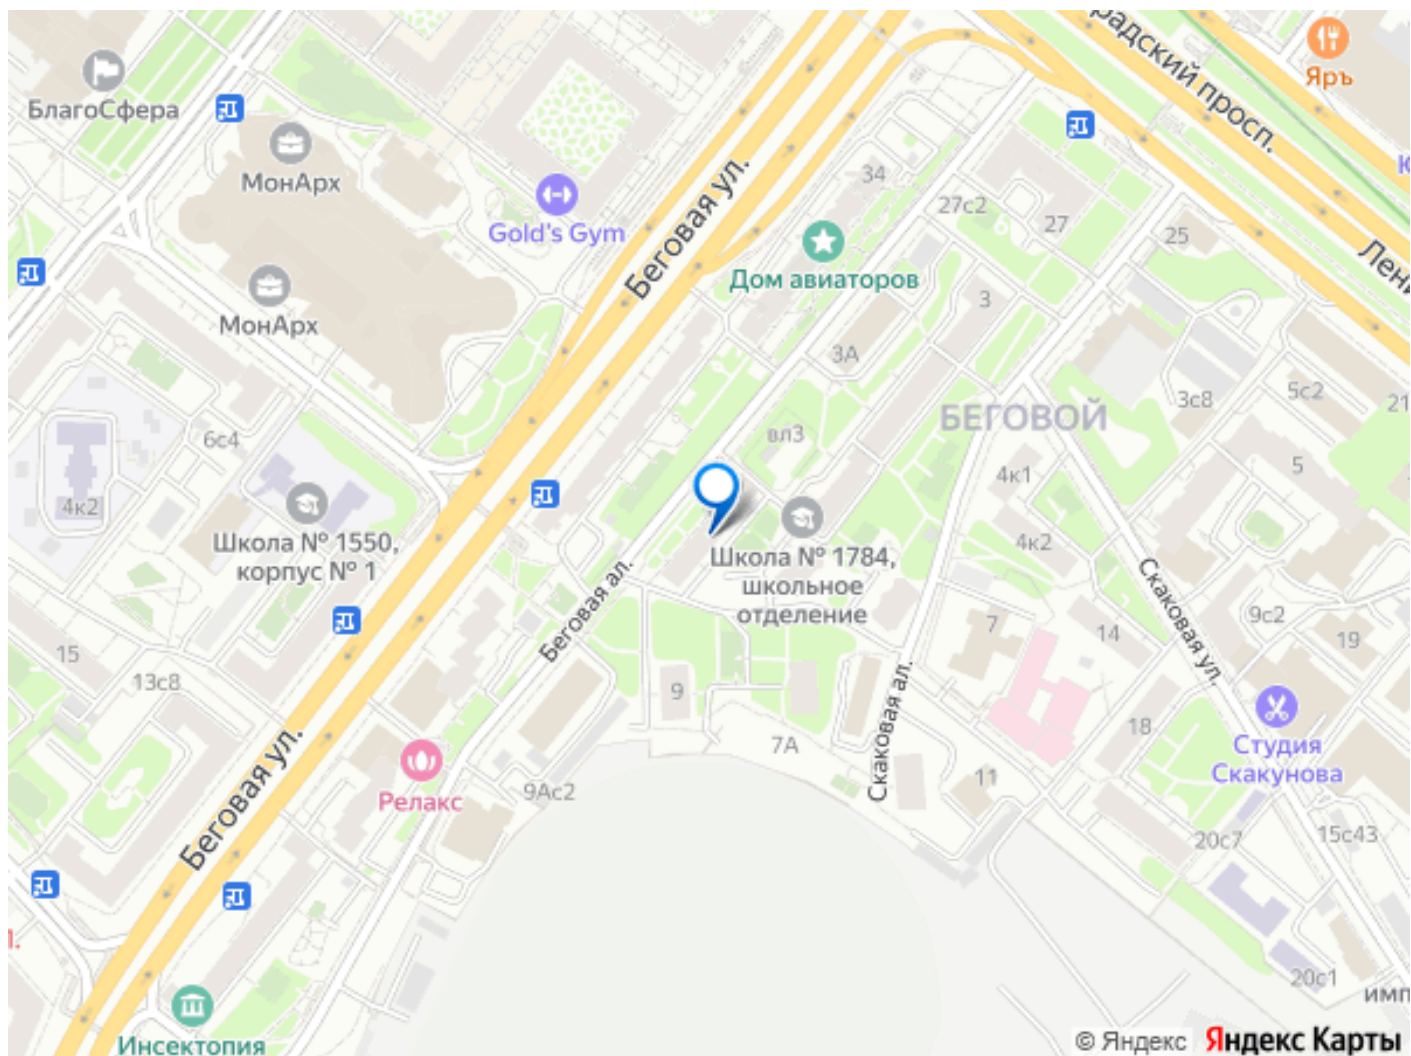 радский просп.
Яръ
БлагоСфера
МонАрх
34
Беговая ул.
27с2
27
Gold's Gym
25
Дом авиаторов
Лени
3
МонАрх
3А
5с2
3с8
21
БЕГОВОЙ
6с4
вл3
5
4к1
4к2
Школа № 1550,
корпус № 1
4к2
Школа № 1784,
школьное
отделение
Беговая ал.
Скаковая ул.
9с2
7
14
19
15
13с8
9
Скаковая ал.
18
7А
Студия
Скакунова
11
9Ас2
Релакс
Беговая ул.
20с7
15с43
л.
20с1
имп
Инсектопия
© Яндекс Яндекс Карты